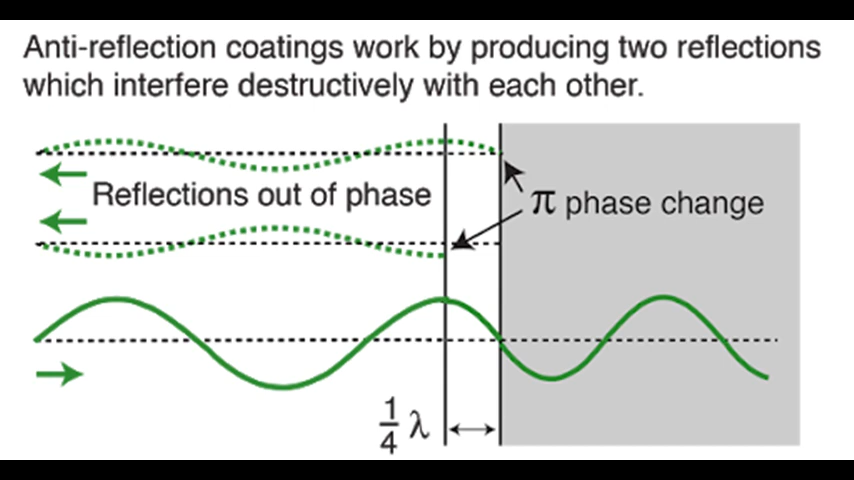 Anti-reflection coatings work by producing two reflections
which interfere destructively with each other.
Reflections out of phase
π phase change
1/4 λ